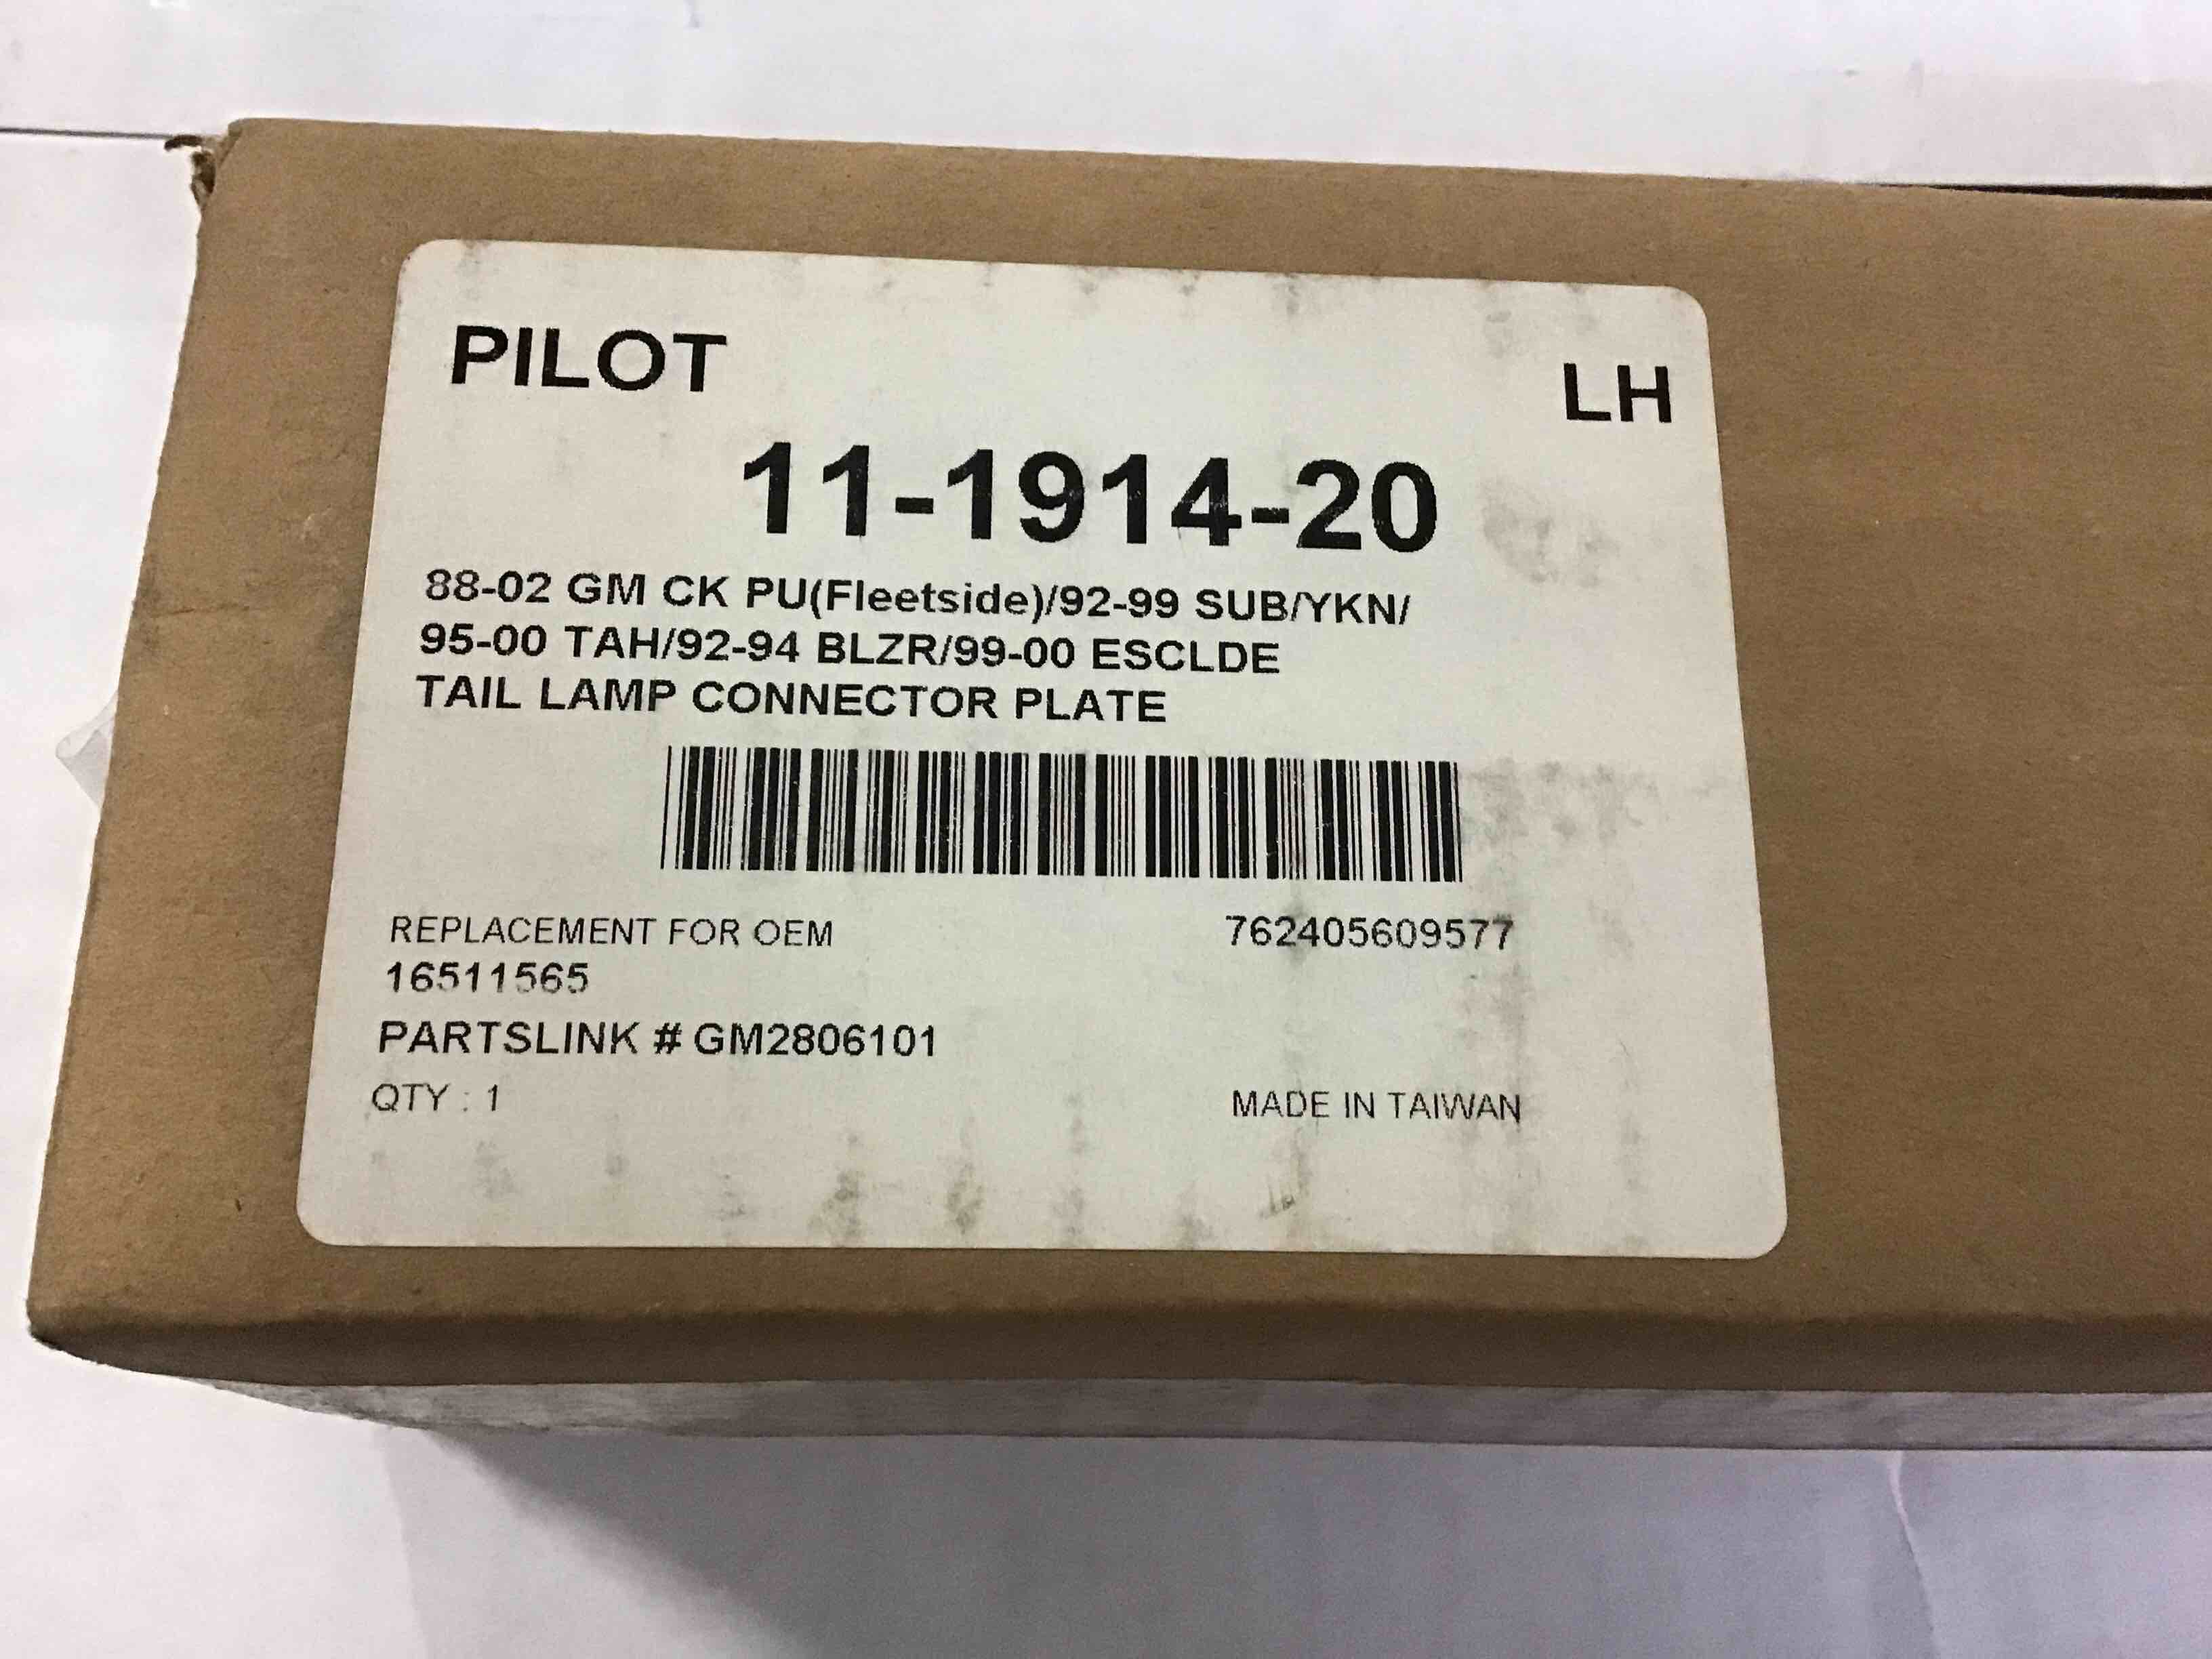 PILOT LH
11-1914-20
88-02 GM CK PU(Fleetside)/92-99 SUB/YKN/
95-00 TAH/92-94 BLZR/99-00 ESCLDE
TAIL LAMP CONNECTOR PLATE
REPLACEMENT FOR OEM 762405609577
16511565
PARTSLINK # GM2806101
QTY : 1 MADE IN TAIWAN